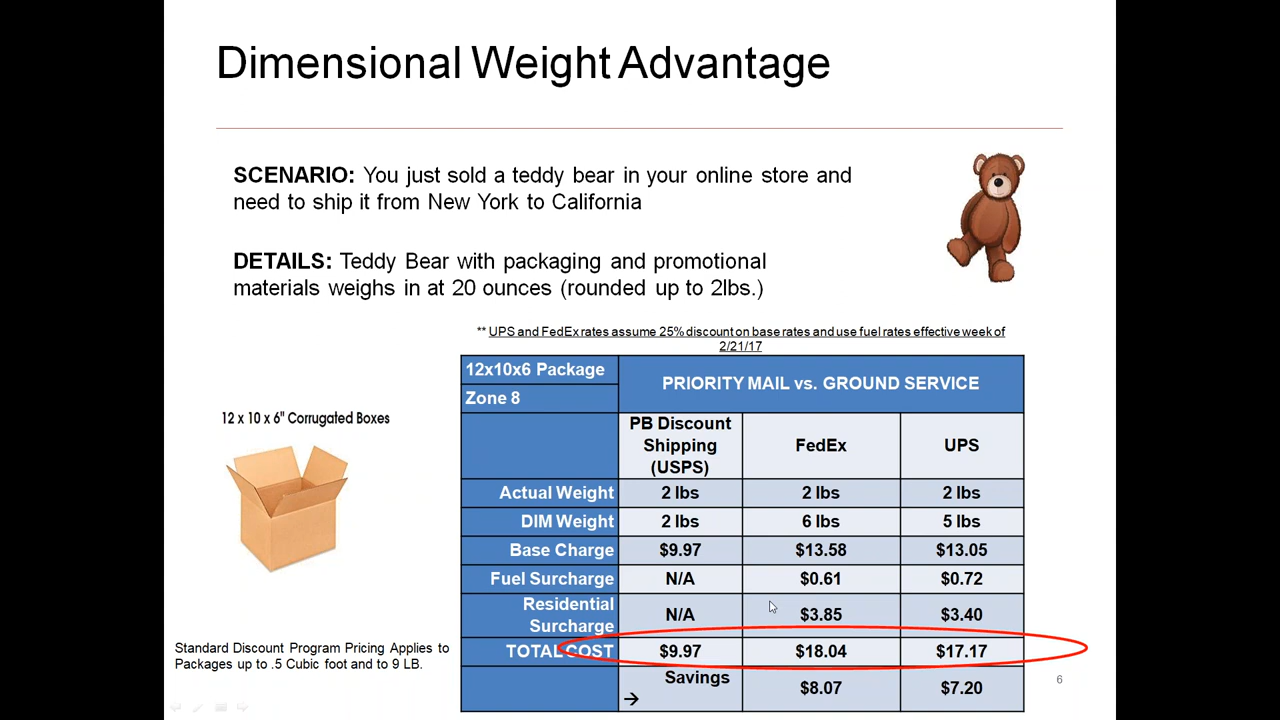 Dimensional Weight Advantage
SCENARIO: You just sold a teddy bear in your online store and
need to ship it from New York to California
DETAILS: Teddy Bear with packaging and promotional
materials weighs in at 20 ounces (rounded up to 2lbs.)
** UPS and FedEx rates assume 25% discount on base rates and use fuel rates effective week of
2/21/17
12x10x6 Package
Zone 8
PRIORITY MAIL vs. GROUND SERVICE
12 x 10 x 6" Corrugated Boxes
PB Discount
Shipping
(USPS)
FedEx
UPS
Actual Weight 2 lbs 2 lbs 2 lbs
DIM Weight 2 lbs 6 lbs 5 lbs
Base Charge $9.97 $13.58 $13.05
Fuel Surcharge N/A $0.61 $0.72
Residential
Surcharge N/A $3.85 $3.40
TOTAL COST $9.97 $18.04 $17.17
Savings
→ $8.07 $7.20
Standard Discount Program Pricing Applies to
Packages up to .5 Cubic foot and to 9 LB.
6